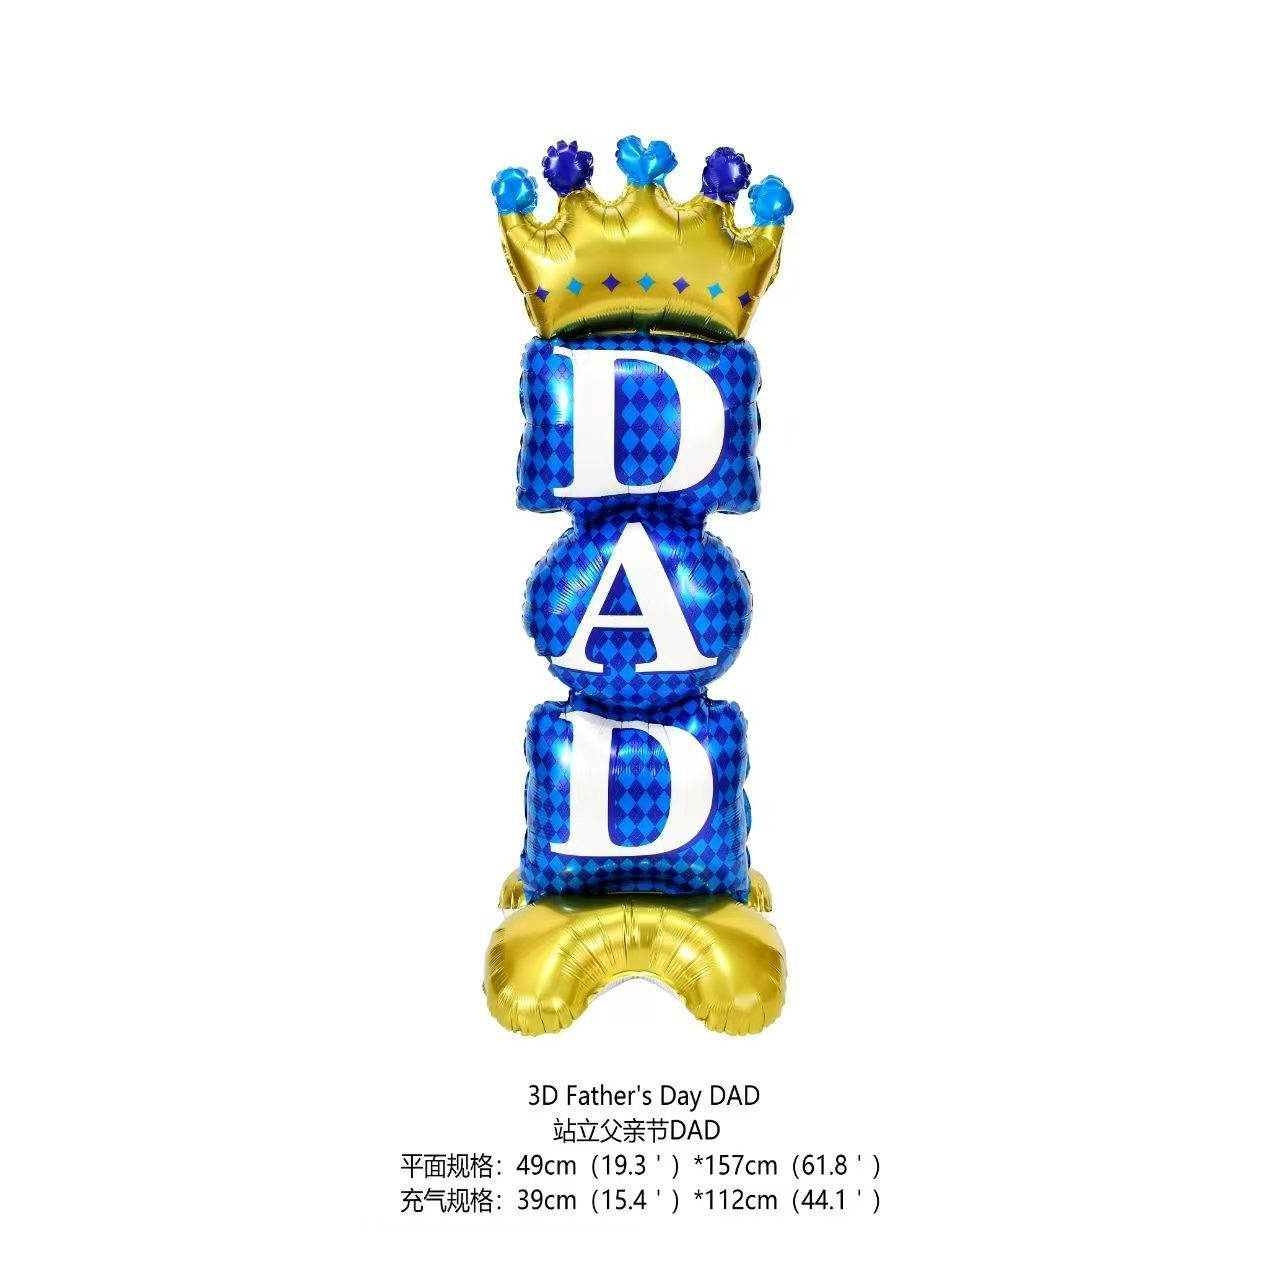 D
A
D
3D Father's Day DAD
站立父亲节DAD
平面规格：49cm（19.3＇）*157cm（61.8＇）
充气规格：39cm（15.4＇）*112cm（44.1＇）